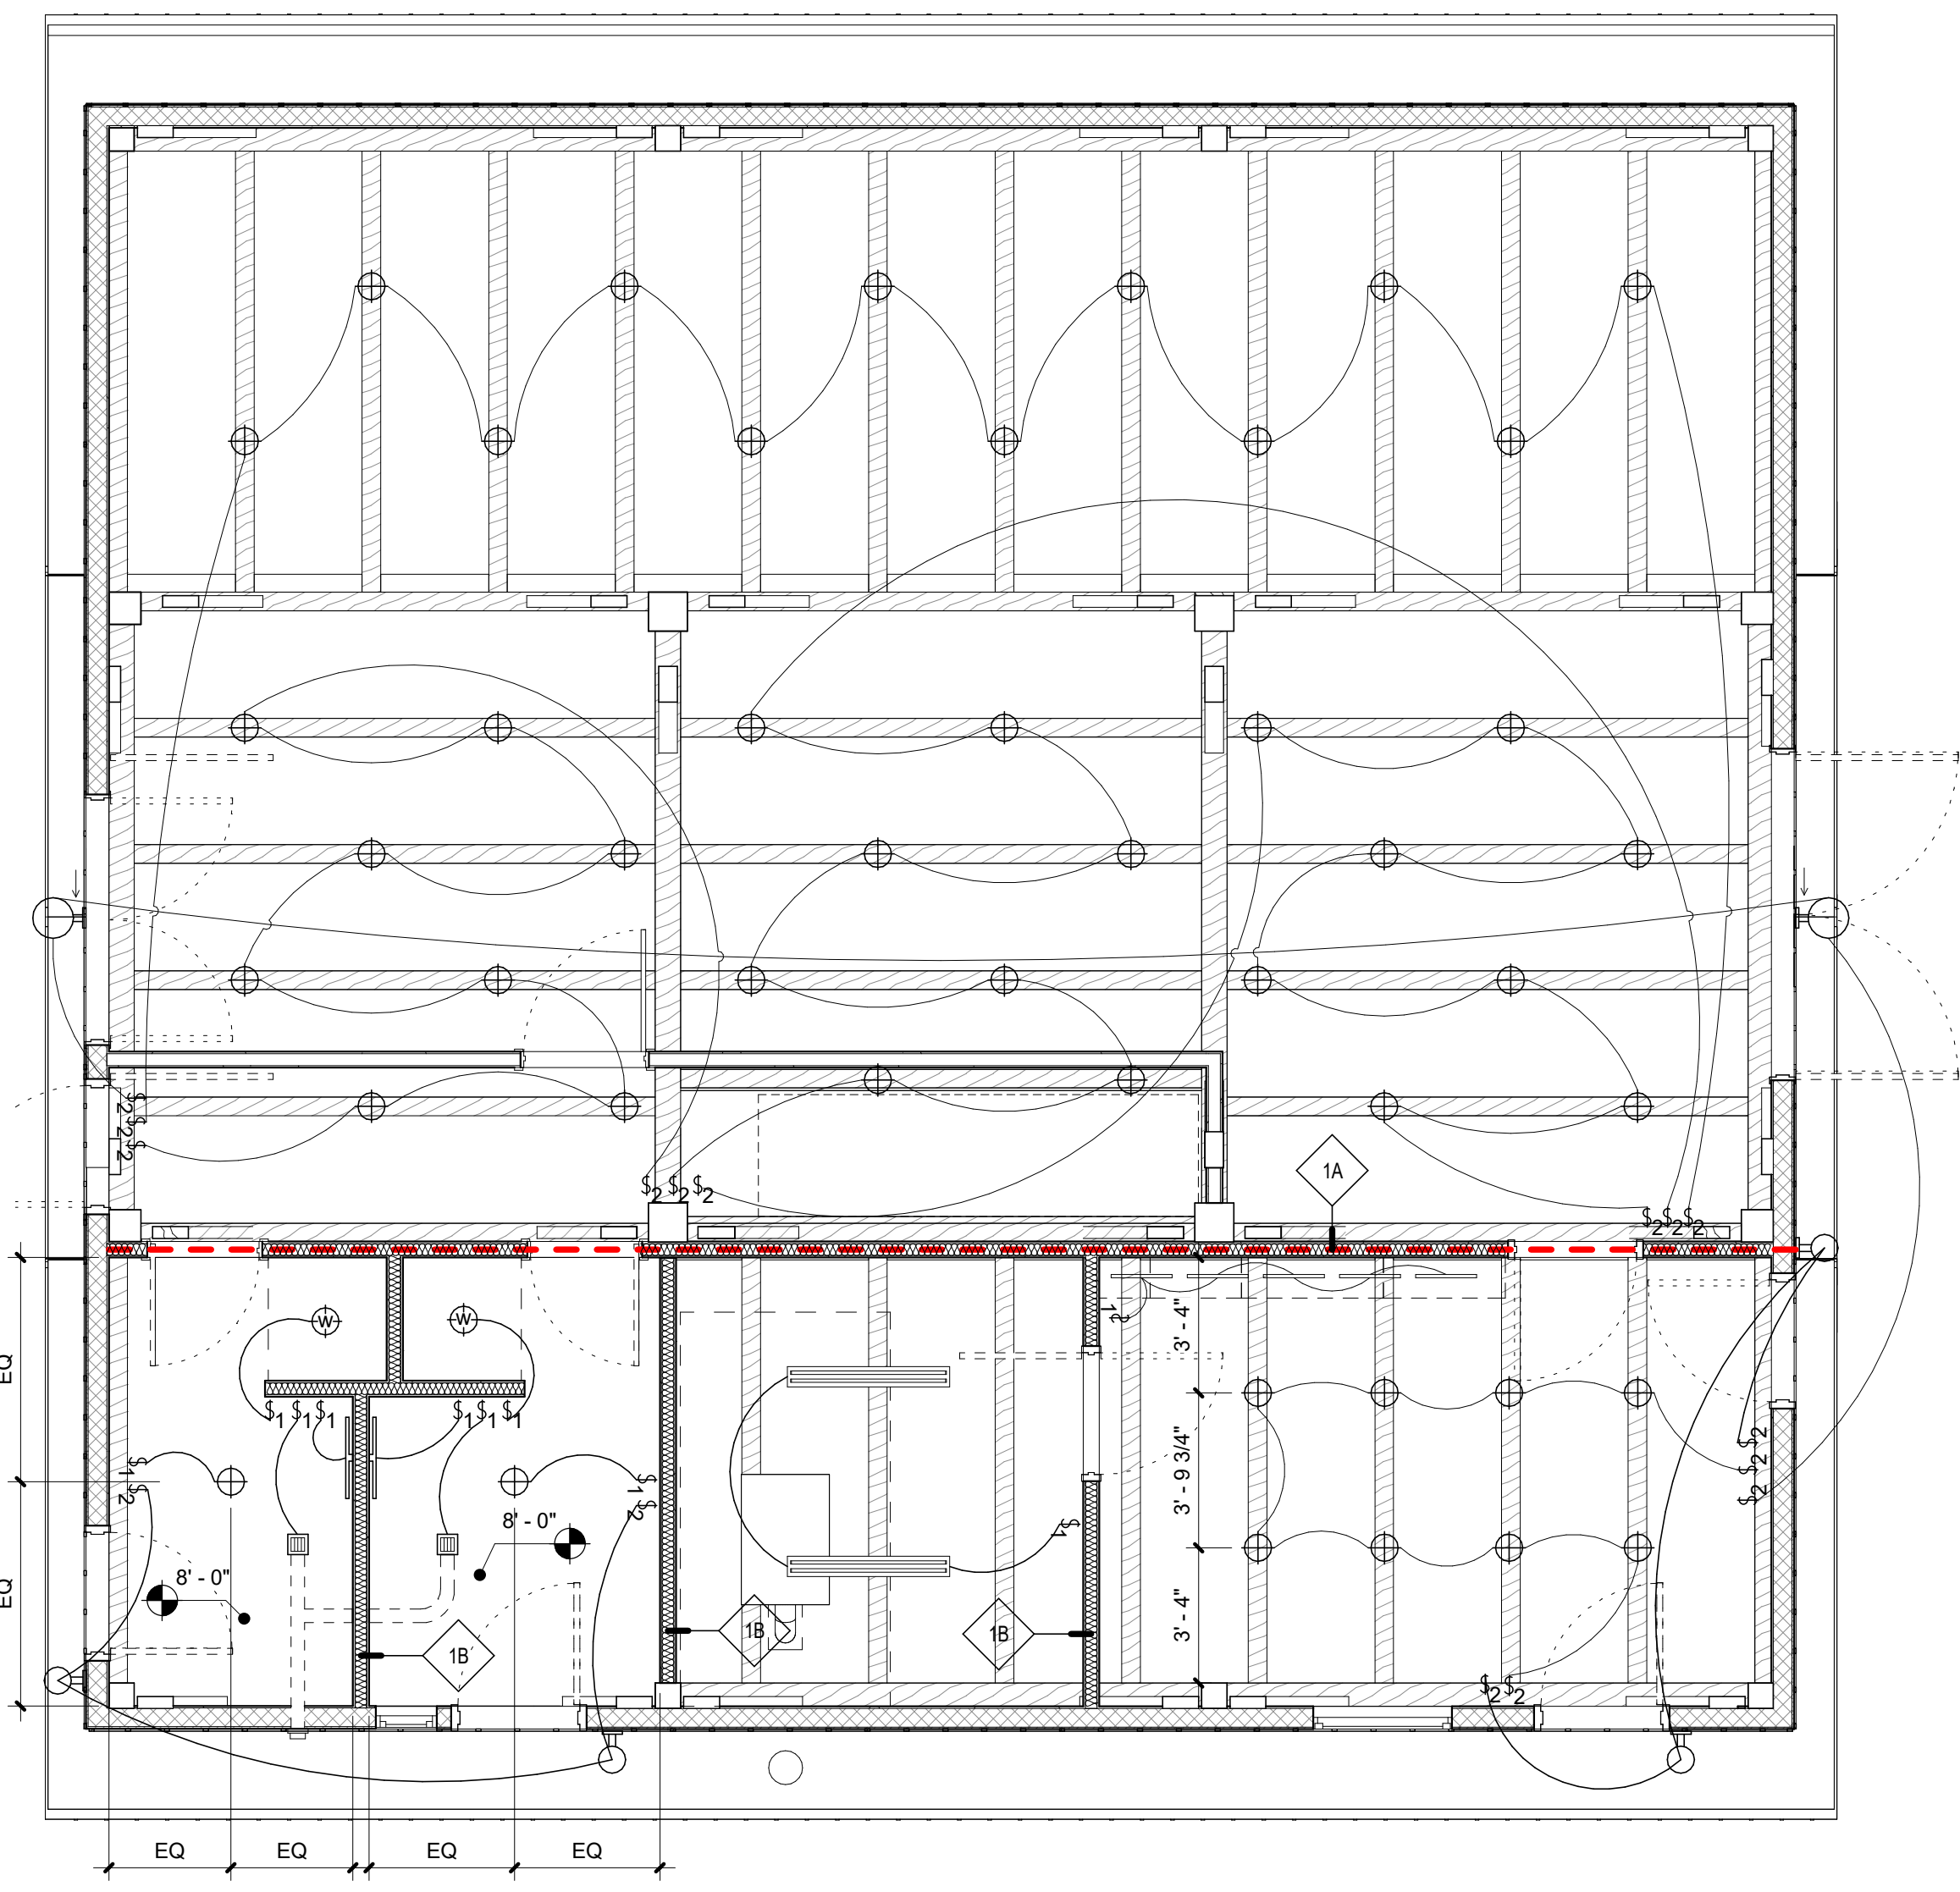 $2 $2 $2
$2 $2 $2
1A
$2 $2 $2
W
W
$1
3' - 4"
EQ
$1 $1 $1
$1 $1 $1
$1 $2
$1 $2
3' - 9 3/4"
$2 $2 $2
8' - 0"
$1
8' - 0"
EQ
1B
1B
1B
3' - 4"
$2 $2
EQ
EQ
EQ
EQ